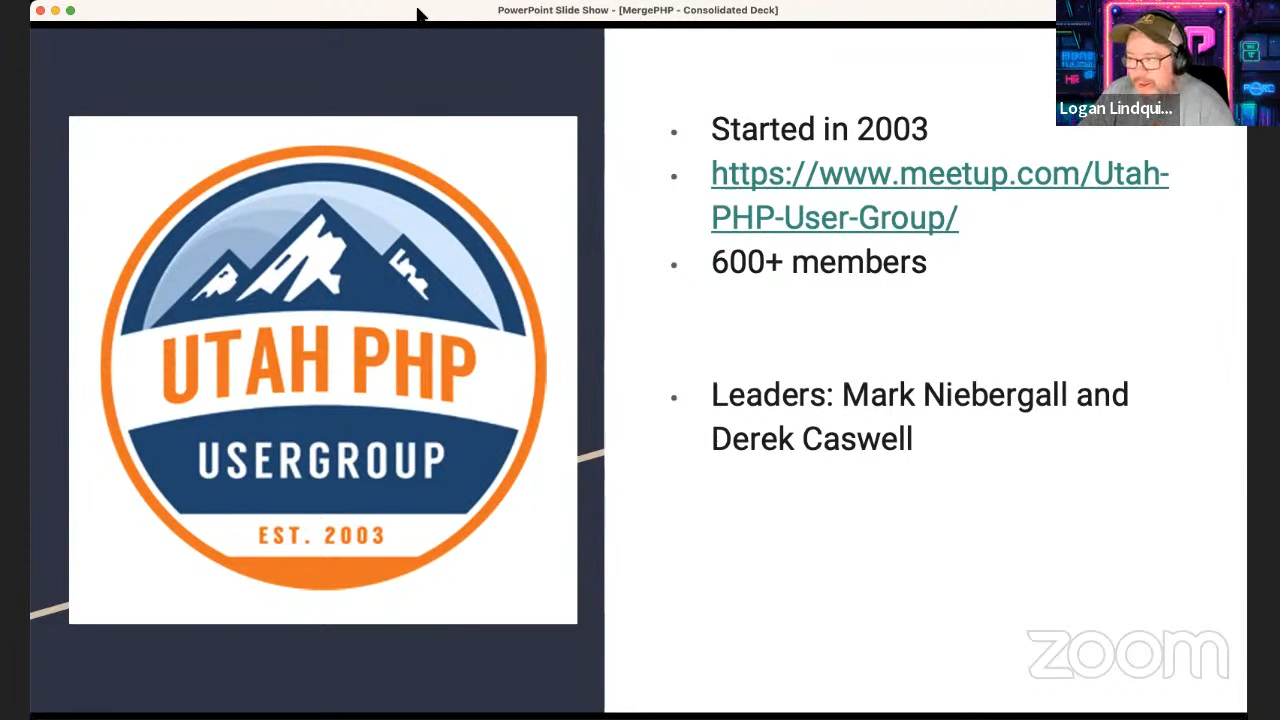 PowerPoint Slide Show - [MergePHP - Consolidated Deck]
Logan Lindqui...
UTAH PHP
USERGROUP
EST. 2003
Started in 2003
https://www.meetup.com/Utah-
PHP-User-Group/
600+ members
Leaders: Mark Niebergall and
Derek Caswell
zoom